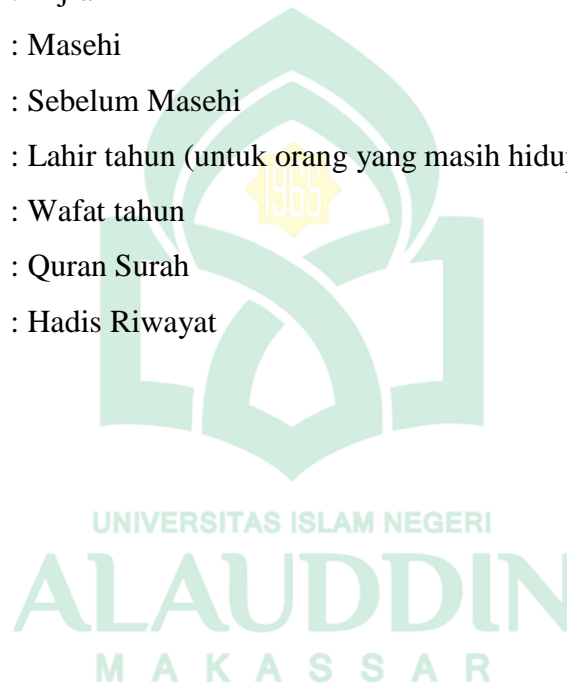 : Masehi
: Sebelum Masehi
: Lahir tahun (untuk orang yang masih
: Wafat tahun
: Quran Surah
: Hadis Riwayat
1965
UNIVERSITAS ISLAM NEGERI
ALAUDDIN
MAKASSAR